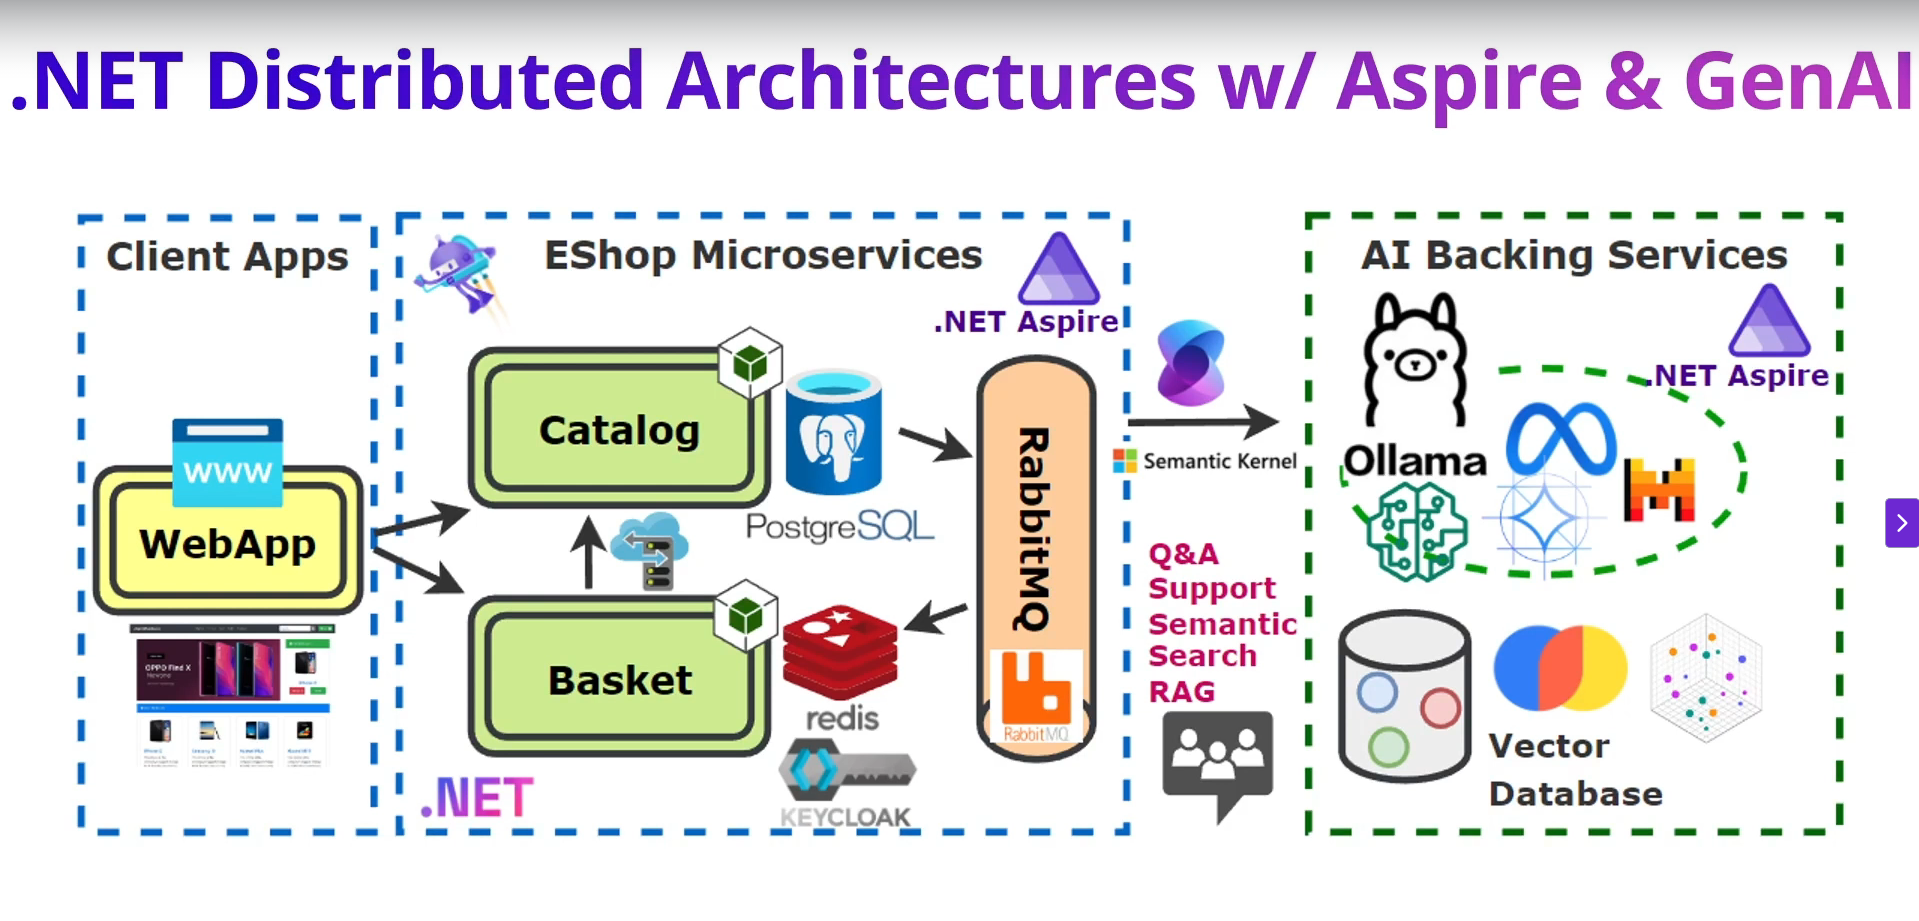 .NET Distributed Architectures w/ Aspire & GenAI
Client Apps
WWW
WebApp
OPPO Find X
EShop Microservices
.NET Aspire
Catalog
PostgreSQL
Basket
redis
KEYCLOAK
.NET
RabbitMQ
RabbitMQ
Semantic Kernel
Q&A
Support
Semantic
Search
RAG
AI Backing Services
.NET Aspire
Ollama
Vector
Database